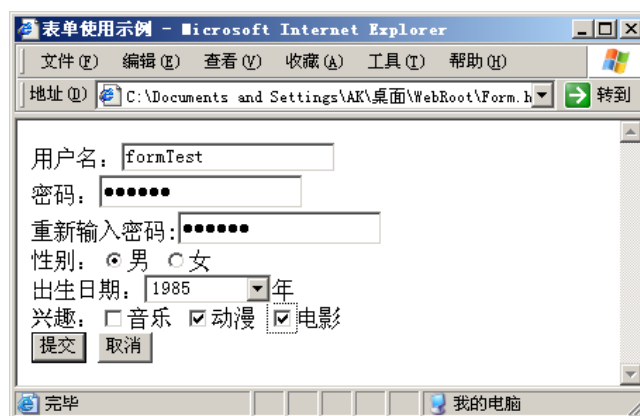 表单使用示例 - Microsoft Internet Explorer
文件(F) 编辑(E) 查看(V) 收藏(A) 工具(T) 帮助(H)
地址(D) C:\Documents and Settings\AK\桌面\WebRoot\Form.h 转到
用户名：formTest
密码：●●●●●●
重新输入密码:●●●●●●
性别： 男 女
出生日期：1985 年
兴趣： 音乐 动漫 电影
提交 取消
完毕 我的电脑